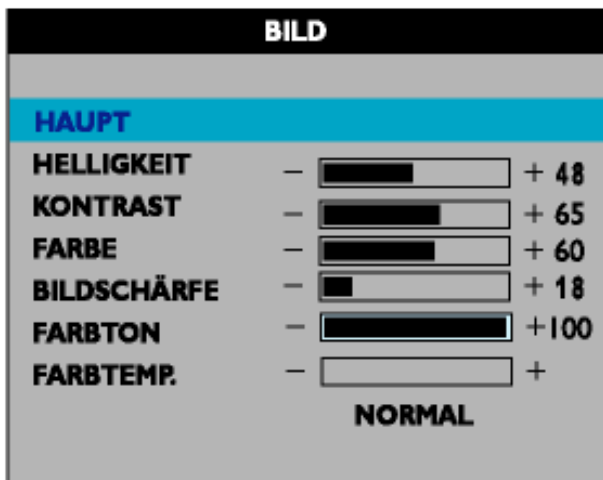 BILD
HAUPT
HELLIGKEIT – + 48
KONTRAST – + 65
FARBE – + 60
BILDSCHÄRFE – + 18
FARBTON – +100
FARBTEMP. – +
NORMAL